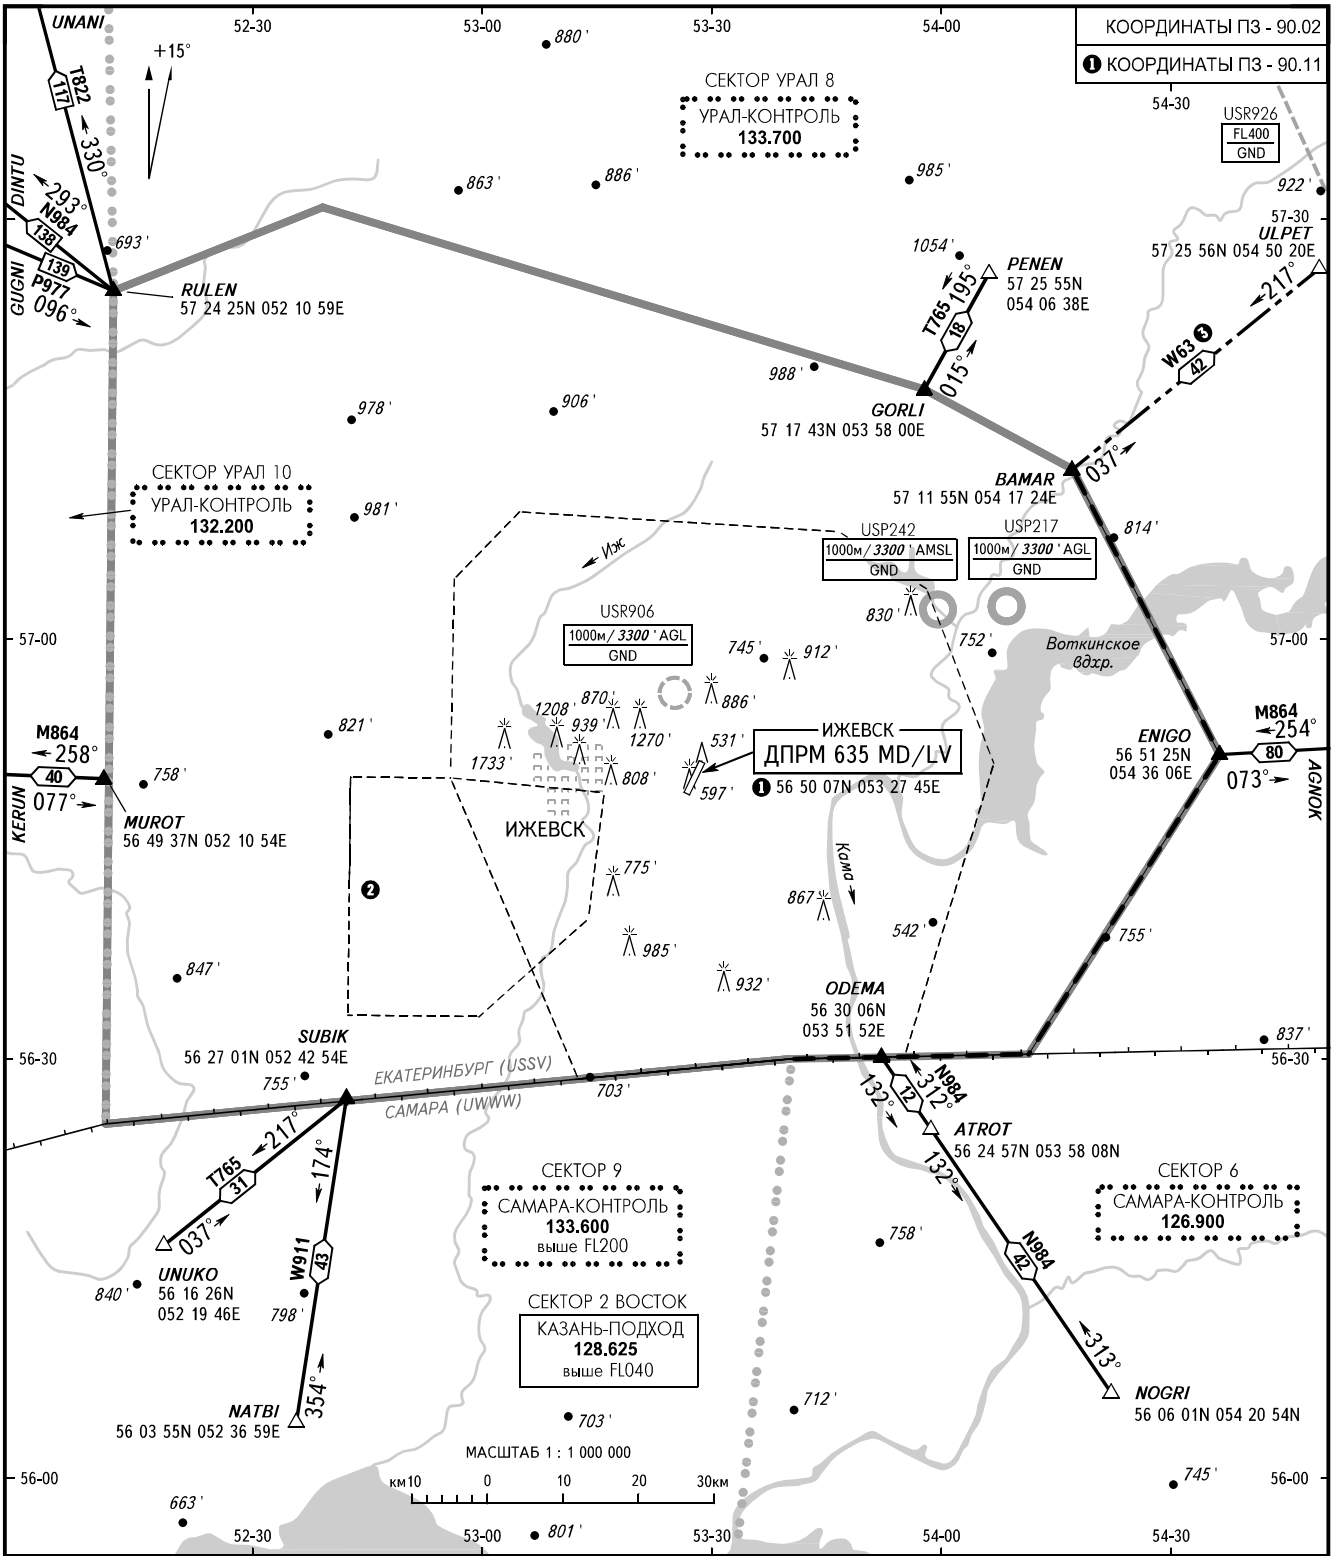 UNANI
52-30
53-00
53-30
54-00
КООРДИНАТЫ ПЗ - 90.02
❶ КООРДИНАТЫ ПЗ - 90.11
+15°
880'
T822
117
330°
СЕКТОР УРАЛ 8
УРАЛ-КОНТРОЛЬ
133.700
54-30
USR926
FL400
GND
DINTU
293°
N984
138
863'
886'
985'
922'
57-30
693'
139
P977
096°
GUGNI
RULEN
57 24 25N 052 10 59E
1054'
195°
T765
18
015°
PENEN
57 25 55N
054 06 38E
ULPET
57 25 56N 054 50 20E
217°
W63 ❸
42
037°
988'
978'
906'
GORLI
57 17 43N 053 58 00E
BAMAR
57 11 55N 054 17 24E
СЕКТОР УРАЛ 10
УРАЛ-КОНТРОЛЬ
132.200
981'
Иж
USP242
1000м/3300' AMSL
GND
USP217
1000м/3300' AGL
GND
814'
830'
USR906
1000м/3300' AGL
GND
57-00
57-00
745'
912'
752'
Воткинское
вдхр.
886'
870'
1208'
939'
1270'
1733'
808'
821'
531'
ИЖЕВСК
ДПРМ 635 MD/LV
❶ 56 50 07N 053 27 45E
597'
ИЖЕВСК
M864
258°
40
077°
KERUN
758'
MUROT
56 49 37N 052 10 54E
ENIGO
56 51 25N
054 36 06E
M864
254°
80
073°
AGNOK
❷
775'
985'
867'
Кама
542'
755'
932'
847'
ODEMA
56 30 06N
053 51 52E
837'
SUBIK
56 27 01N 052 42 54E
56-30
56-30
755'
ЕКАТЕРИНБУРГ (USSV)
САМАРА (UWWW)
703'
N984
12
312°
132°
ATROT
56 24 57N 053 58 08N
217°
T765
31
037°
174°
W911
43
354°
132°
N984
42
313°
СЕКТОР 9
САМАРА-КОНТРОЛЬ
133.600
выше FL200
СЕКТОР 6
САМАРА-КОНТРОЛЬ
126.900
758'
UNUKO
56 16 26N
052 19 46E
840'
798'
СЕКТОР 2 ВОСТОК
КАЗАНЬ-ПОДХОД
128.625
выше FL040
NATBI
56 03 55N 052 36 59E
703'
712'
NOGRI
56 06 01N 054 20 54N
МАСШТАБ 1 : 1 000 000
км10 0 10 20 30км
56-00
56-00
745'
663'
801'
52-30
53-00
53-30
54-00
54-30